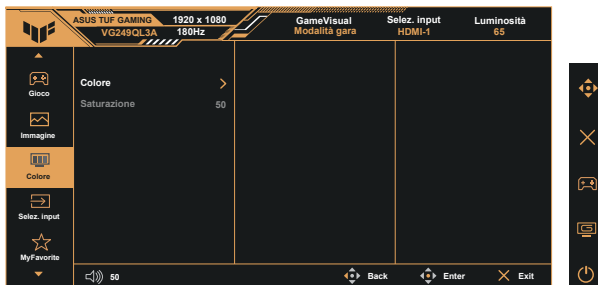 ASUS TUF GAMING 1920 x 1080
VG249QL3A 180Hz
GameVisual
Modalità gara
Selez. input
HDMI-1
Luminosità
65
Gioco
Immagine
Colore
Selez. input
MyFavorite
Colore
Saturazione 50
50
Back
Enter
Exit